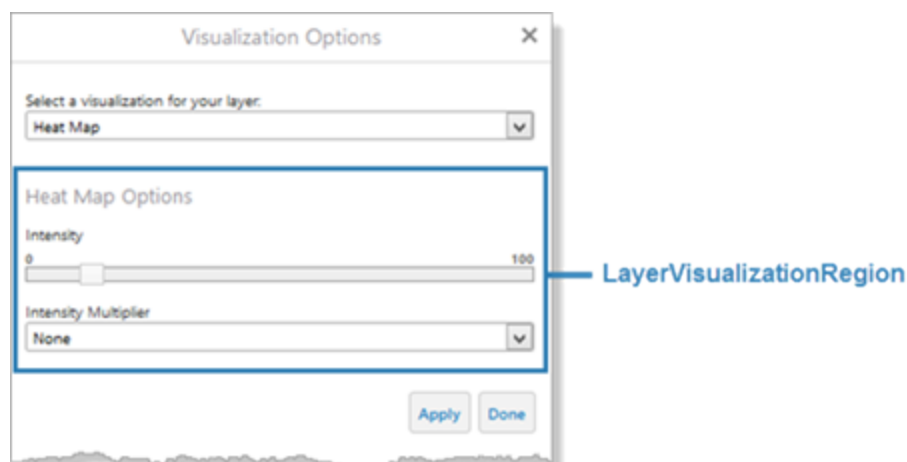 Visualization Options ×
Select a visualization for your layer:
Heat Map
Heat Map Options
Intensity
0 100
LayerVisualizationRegion
Intensity Multiplier
None
Apply Done